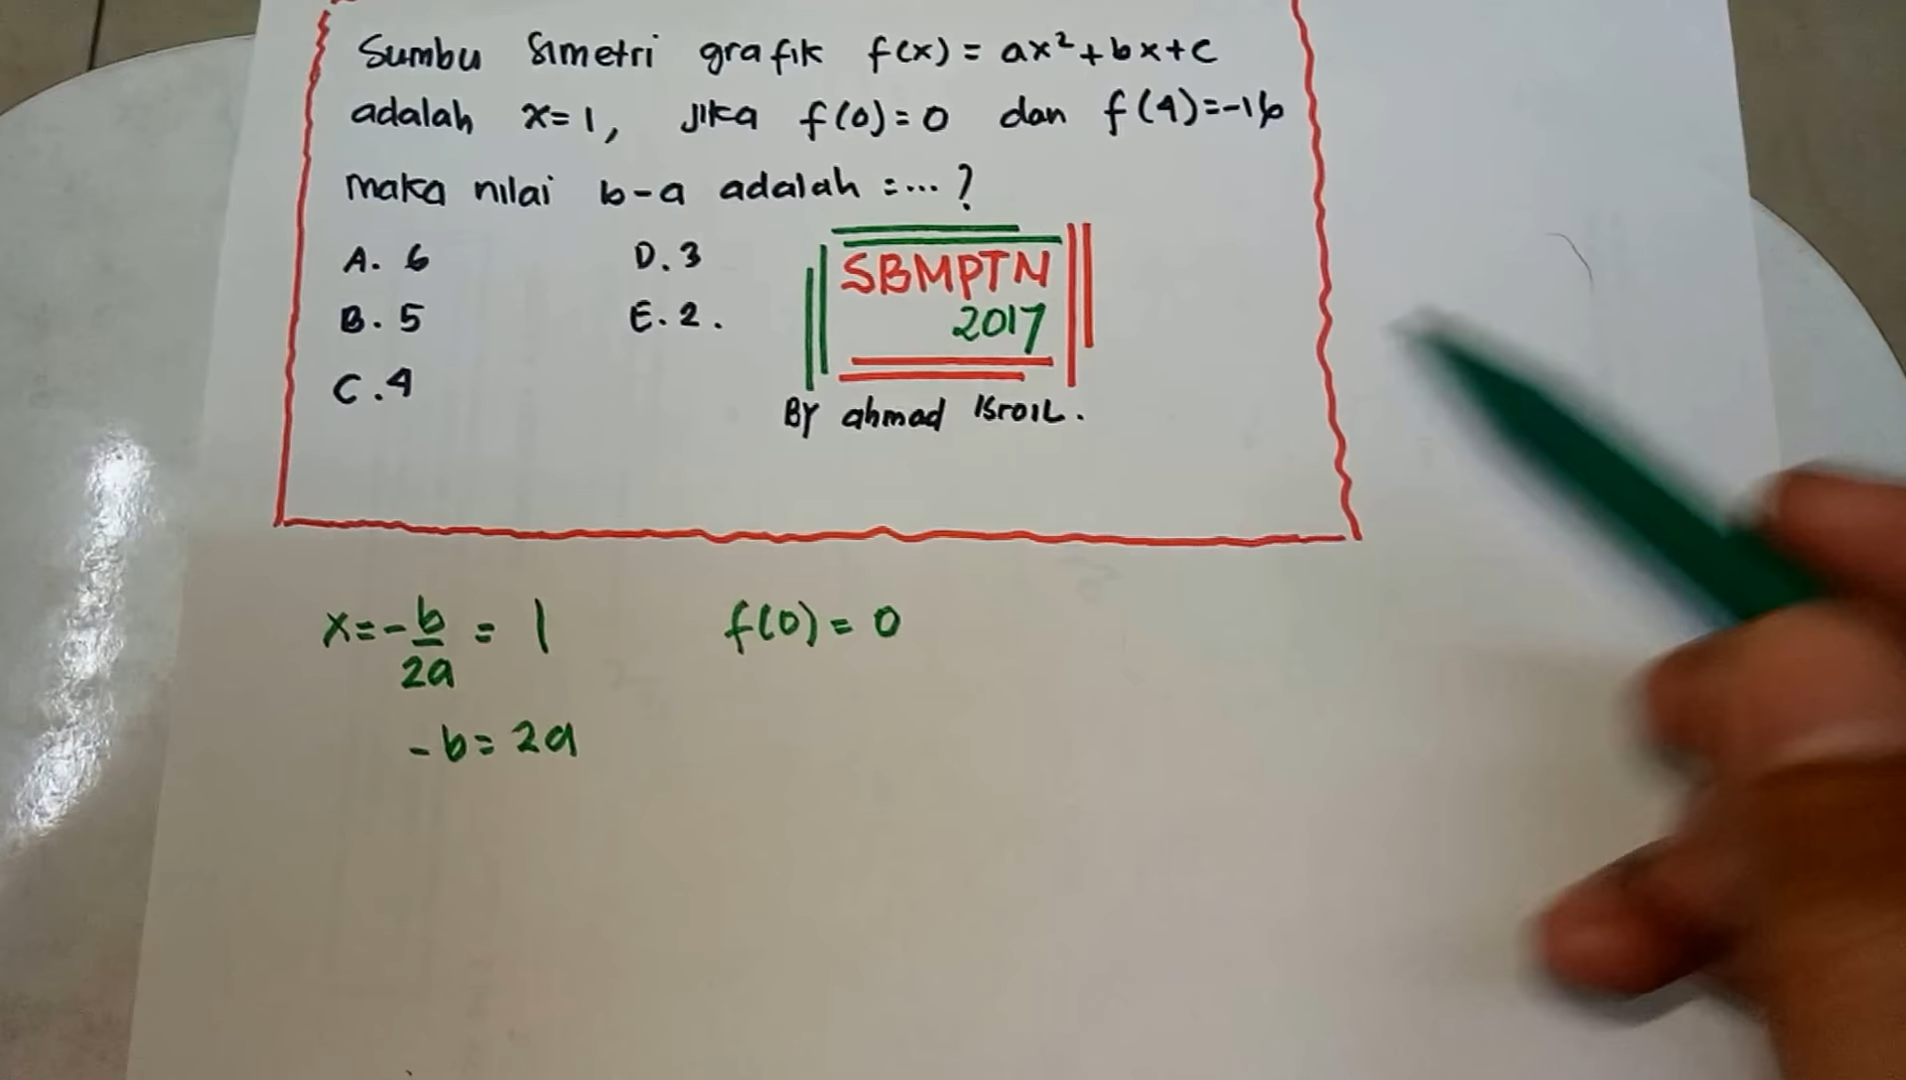 Sumbu Simetri grafik f(x) = ax²+bx+c
adalah x=1, Jika f(0)=0 dan f(4)=-16
maka nilai b-a adalah =...?
A. 6
B. 5
C. 4
D. 3
E. 2.
SBMPTN
2017
By ahmad IsroIL.
x=-b/2a = 1
-b=2a
f(0)=0